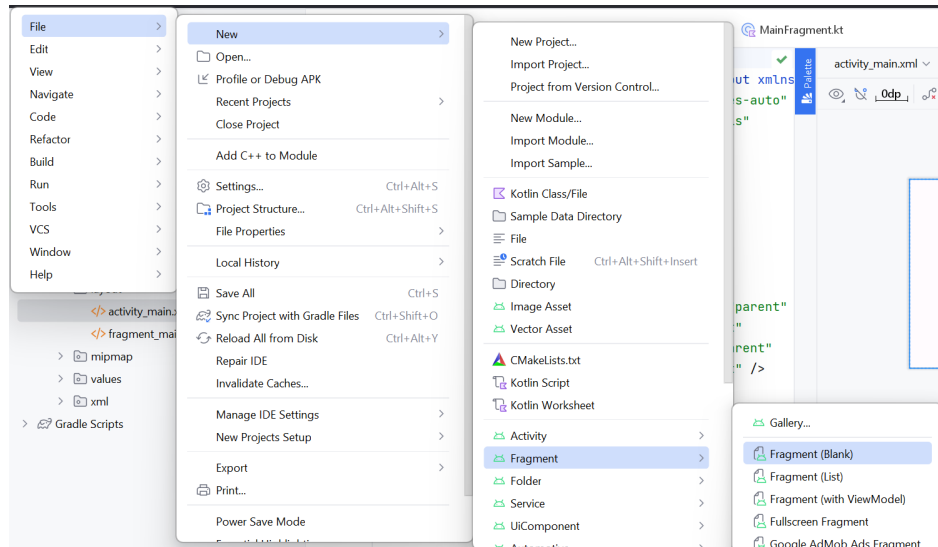 File
Edit
View
Navigate
Code
Refactor
Build
Run
Tools
VCS
Window
Help
activity_main.
fragment_mai
mipmap
values
xml
Gradle Scripts
New
Open...
Profile or Debug APK
Recent Projects
Close Project
Add C++ to Module
Settings... Ctrl+Alt+S
Project Structure... Ctrl+Alt+Shift+S
File Properties
Local History
Save All Ctrl+S
Sync Project with Gradle Files Ctrl+Shift+O
Reload All from Disk Ctrl+Alt+Y
Repair IDE
Invalidate Caches...
Manage IDE Settings
New Projects Setup
Export
Print...
Power Save Mode
New Project...
Import Project...
Project from Version Control...
New Module...
Import Module...
Import Sample...
Kotlin Class/File
Sample Data Directory
File
Scratch File Ctrl+Alt+Shift+Insert
Directory
Image Asset
Vector Asset
CMakeLists.txt
Kotlin Script
Kotlin Worksheet
Activity
Fragment
Folder
Service
UiComponent
MainFragment.kt
ut xmlns
s-auto"
s"
parent"
"
rent"
" />
Palette
activity_main.xml
0dp
Gallery...
Fragment (Blank)
Fragment (List)
Fragment (with ViewModel)
Fullscreen Fragment
Google AdMob Ads Fragment